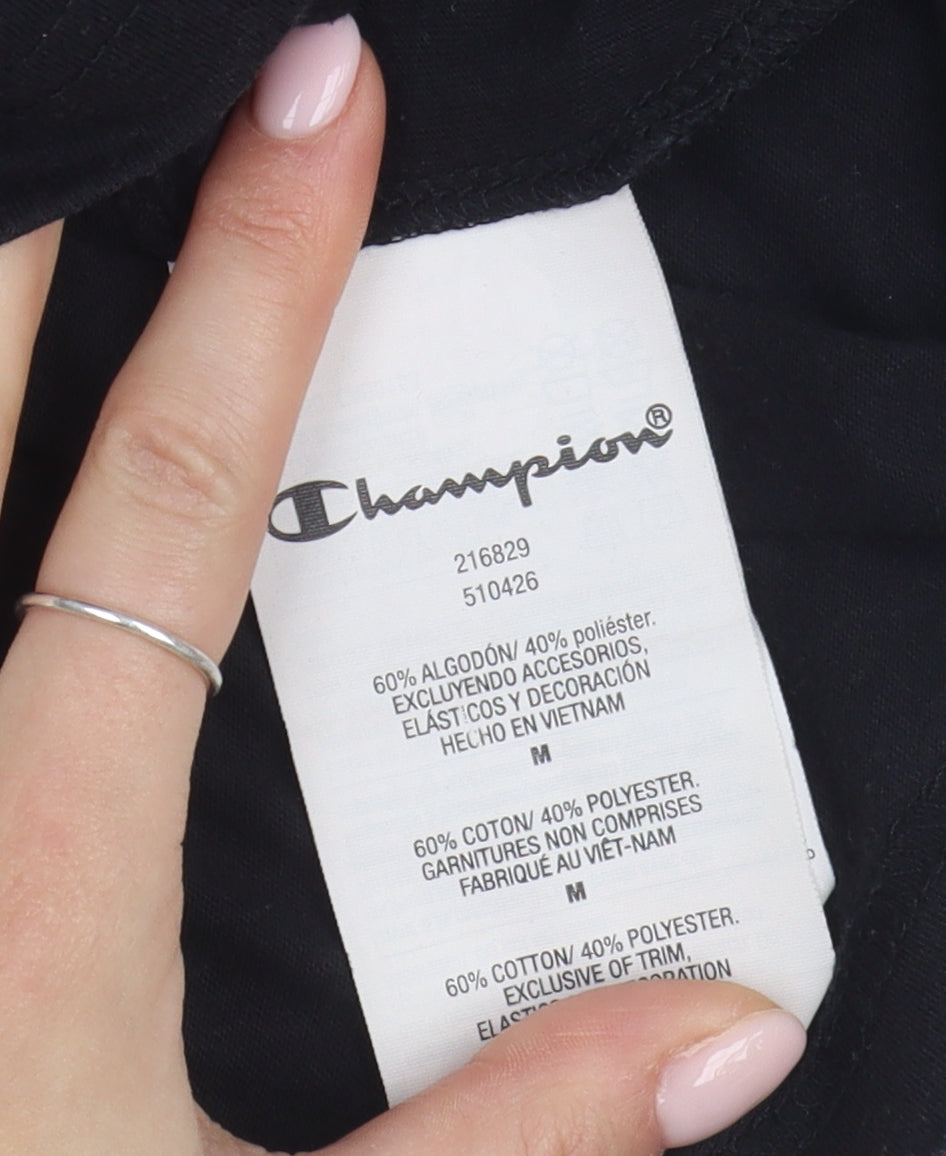 Champion®
216829
510426
60% ALGODÓN/ 40% poliéster.
EXCLUYENDO ACCESORIOS,
ELÁSTICOS Y DECORACIÓN
HECHO EN VIETNAM
M
60% COTON/ 40% POLYESTER.
GARNITURES NON COMPRISES
FABRIQUÉ AU VIÊT-NAM
M
60% COTTON/ 40% POLYESTER.
EXCLUSIVE OF TRIM,